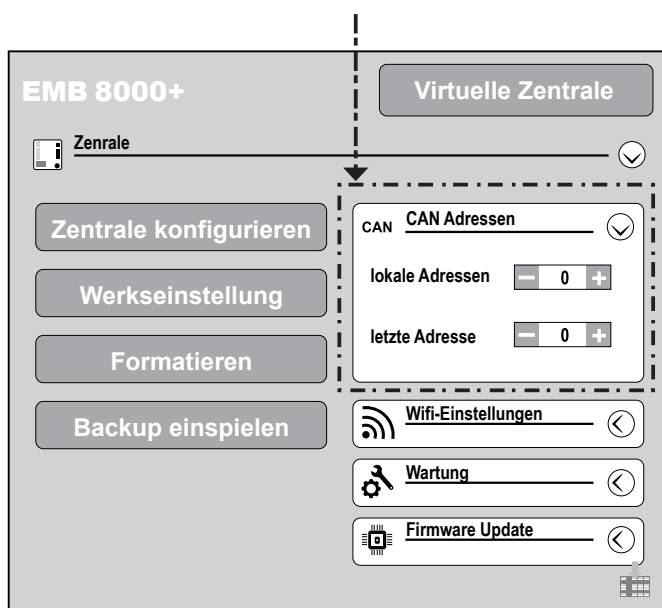 EMB 8000+
Virtuelle Zentrale
Zenrale
Zentrale konfigurieren
Werkseinstellung
Formatieren
Backup einspielen
CAN CAN Adressen
lokale Adressen − 0 +
letzte Adresse − 0 +
Wifi-Einstellungen
Wartung
Firmware Update